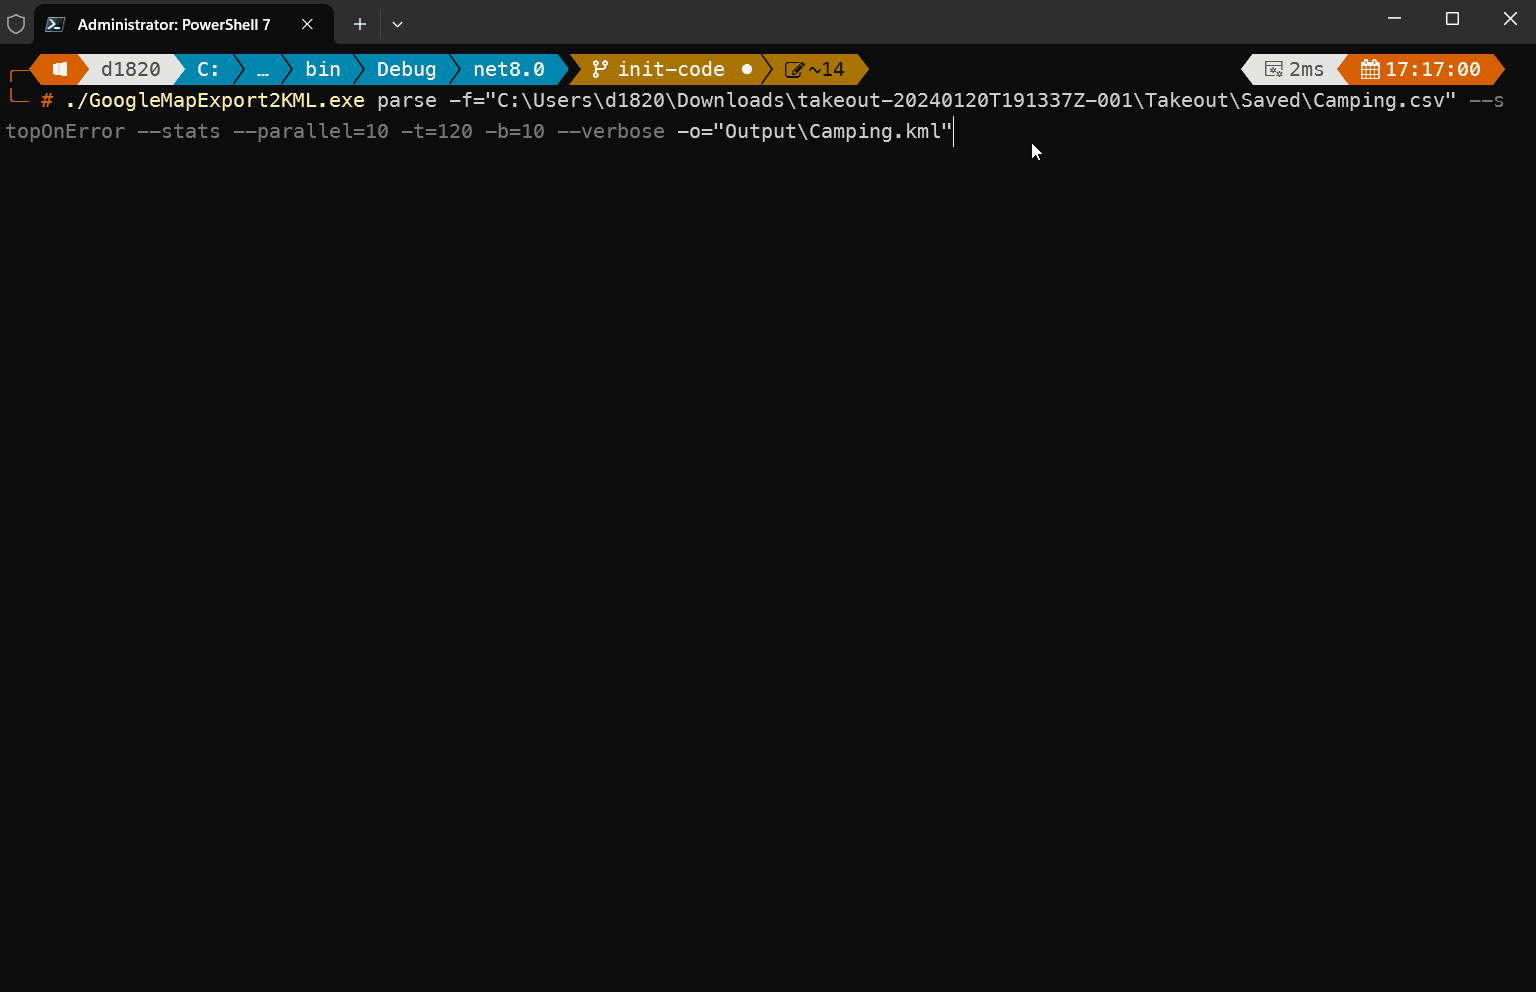 Administrator: PowerShell 7
d1820 C: … bin Debug net8.0 init-code ~14 2ms 17:17:00
# ./GoogleMapExport2KML.exe parse -f="C:\Users\d1820\Downloads\takeout-20240120T191337Z-001\Takeout\Saved\Camping.csv" --s
topOnError --stats --parallel=10 -t=120 -b=10 --verbose -o="Output\Camping.kml"